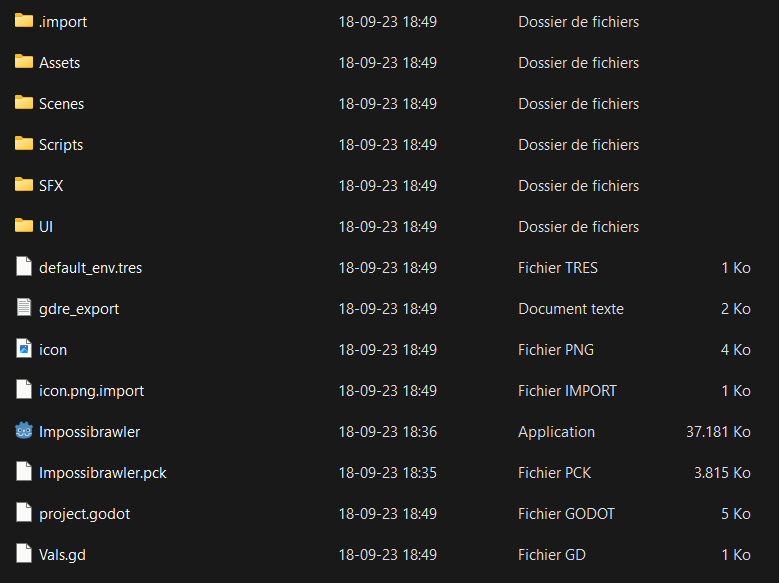 .import 18-09-23 18:49 Dossier de fichiers
Assets 18-09-23 18:49 Dossier de fichiers
Scenes 18-09-23 18:49 Dossier de fichiers
Scripts 18-09-23 18:49 Dossier de fichiers
SFX 18-09-23 18:49 Dossier de fichiers
UI 18-09-23 18:49 Dossier de fichiers
default_env.tres 18-09-23 18:49 Fichier TRES 1 Ko
gdre_export 18-09-23 18:49 Document texte 2 Ko
icon 18-09-23 18:49 Fichier PNG 4 Ko
icon.png.import 18-09-23 18:49 Fichier IMPORT 1 Ko
Impossibrawler 18-09-23 18:36 Application 37.181 Ko
Impossibrawler.pck 18-09-23 18:35 Fichier PCK 3.815 Ko
project.godot 18-09-23 18:49 Fichier GODOT 5 Ko
Vals.gd 18-09-23 18:49 Fichier GD 1 Ko